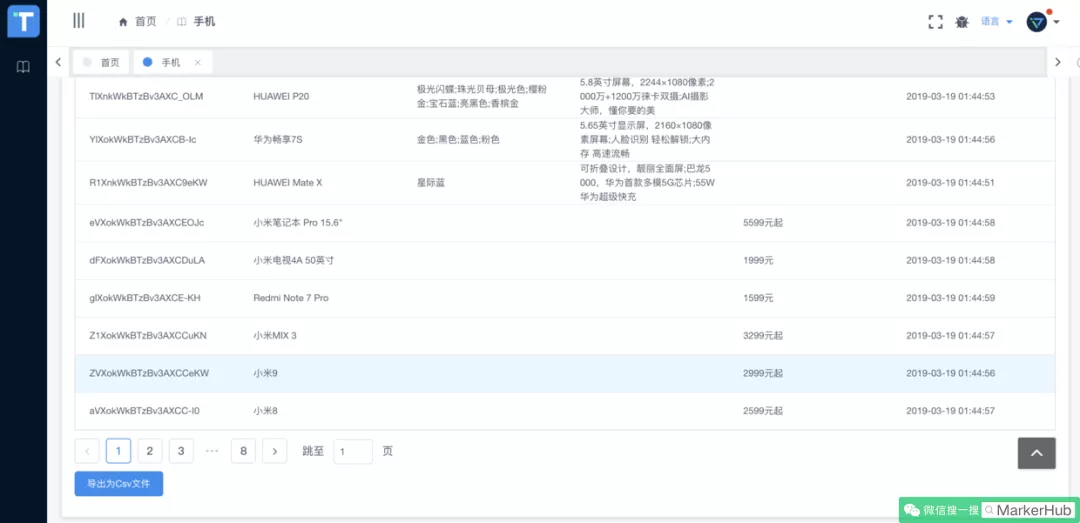 T
首页 / 手机
语言
首页
手机 ×
TlXnkWkBTzBv3AXC_OLM
HUAWEI P20
极光闪蝶;珠光贝母;极光色;樱粉
金;宝石蓝;亮黑色;香槟金
5.8英寸屏幕，2244×1080像素;2
000万+1200万徕卡双摄;AI摄影
大师，懂你要的美
2019-03-19 01:44:53
YlXokWkBTzBv3AXCB-Ic
华为畅享7S
金色;黑色;蓝色;粉色
5.65英寸显示屏，2160×1080像
素屏幕;人脸识别 轻松解锁;大内
存 高速流畅
2019-03-19 01:44:56
R1XnkWkBTzBv3AXC9eKW
HUAWEI Mate X
星际蓝
可折叠设计，靓丽全面屏;巴龙5
000，华为首款多模5G芯片;55W
华为超级快充
2019-03-19 01:44:51
eVXokWkBTzBv3AXCEOJc
小米笔记本 Pro 15.6"
5599元起
2019-03-19 01:44:58
dFXokWkBTzBv3AXCDuLA
小米电视4A 50英寸
1999元
2019-03-19 01:44:58
glXokWkBTzBv3AXCE-KH
Redmi Note 7 Pro
1599元
2019-03-19 01:44:59
Z1XokWkBTzBv3AXCCuKN
小米MIX 3
3299元起
2019-03-19 01:44:57
ZVXokWkBTzBv3AXCCeKW
小米9
2999元起
2019-03-19 01:44:56
aVXokWkBTzBv3AXCC-I0
小米8
2599元起
2019-03-19 01:44:57
1 2 3 ••• 8 跳至 1 页
导出为Csv文件
微信搜一搜 MarkerHub